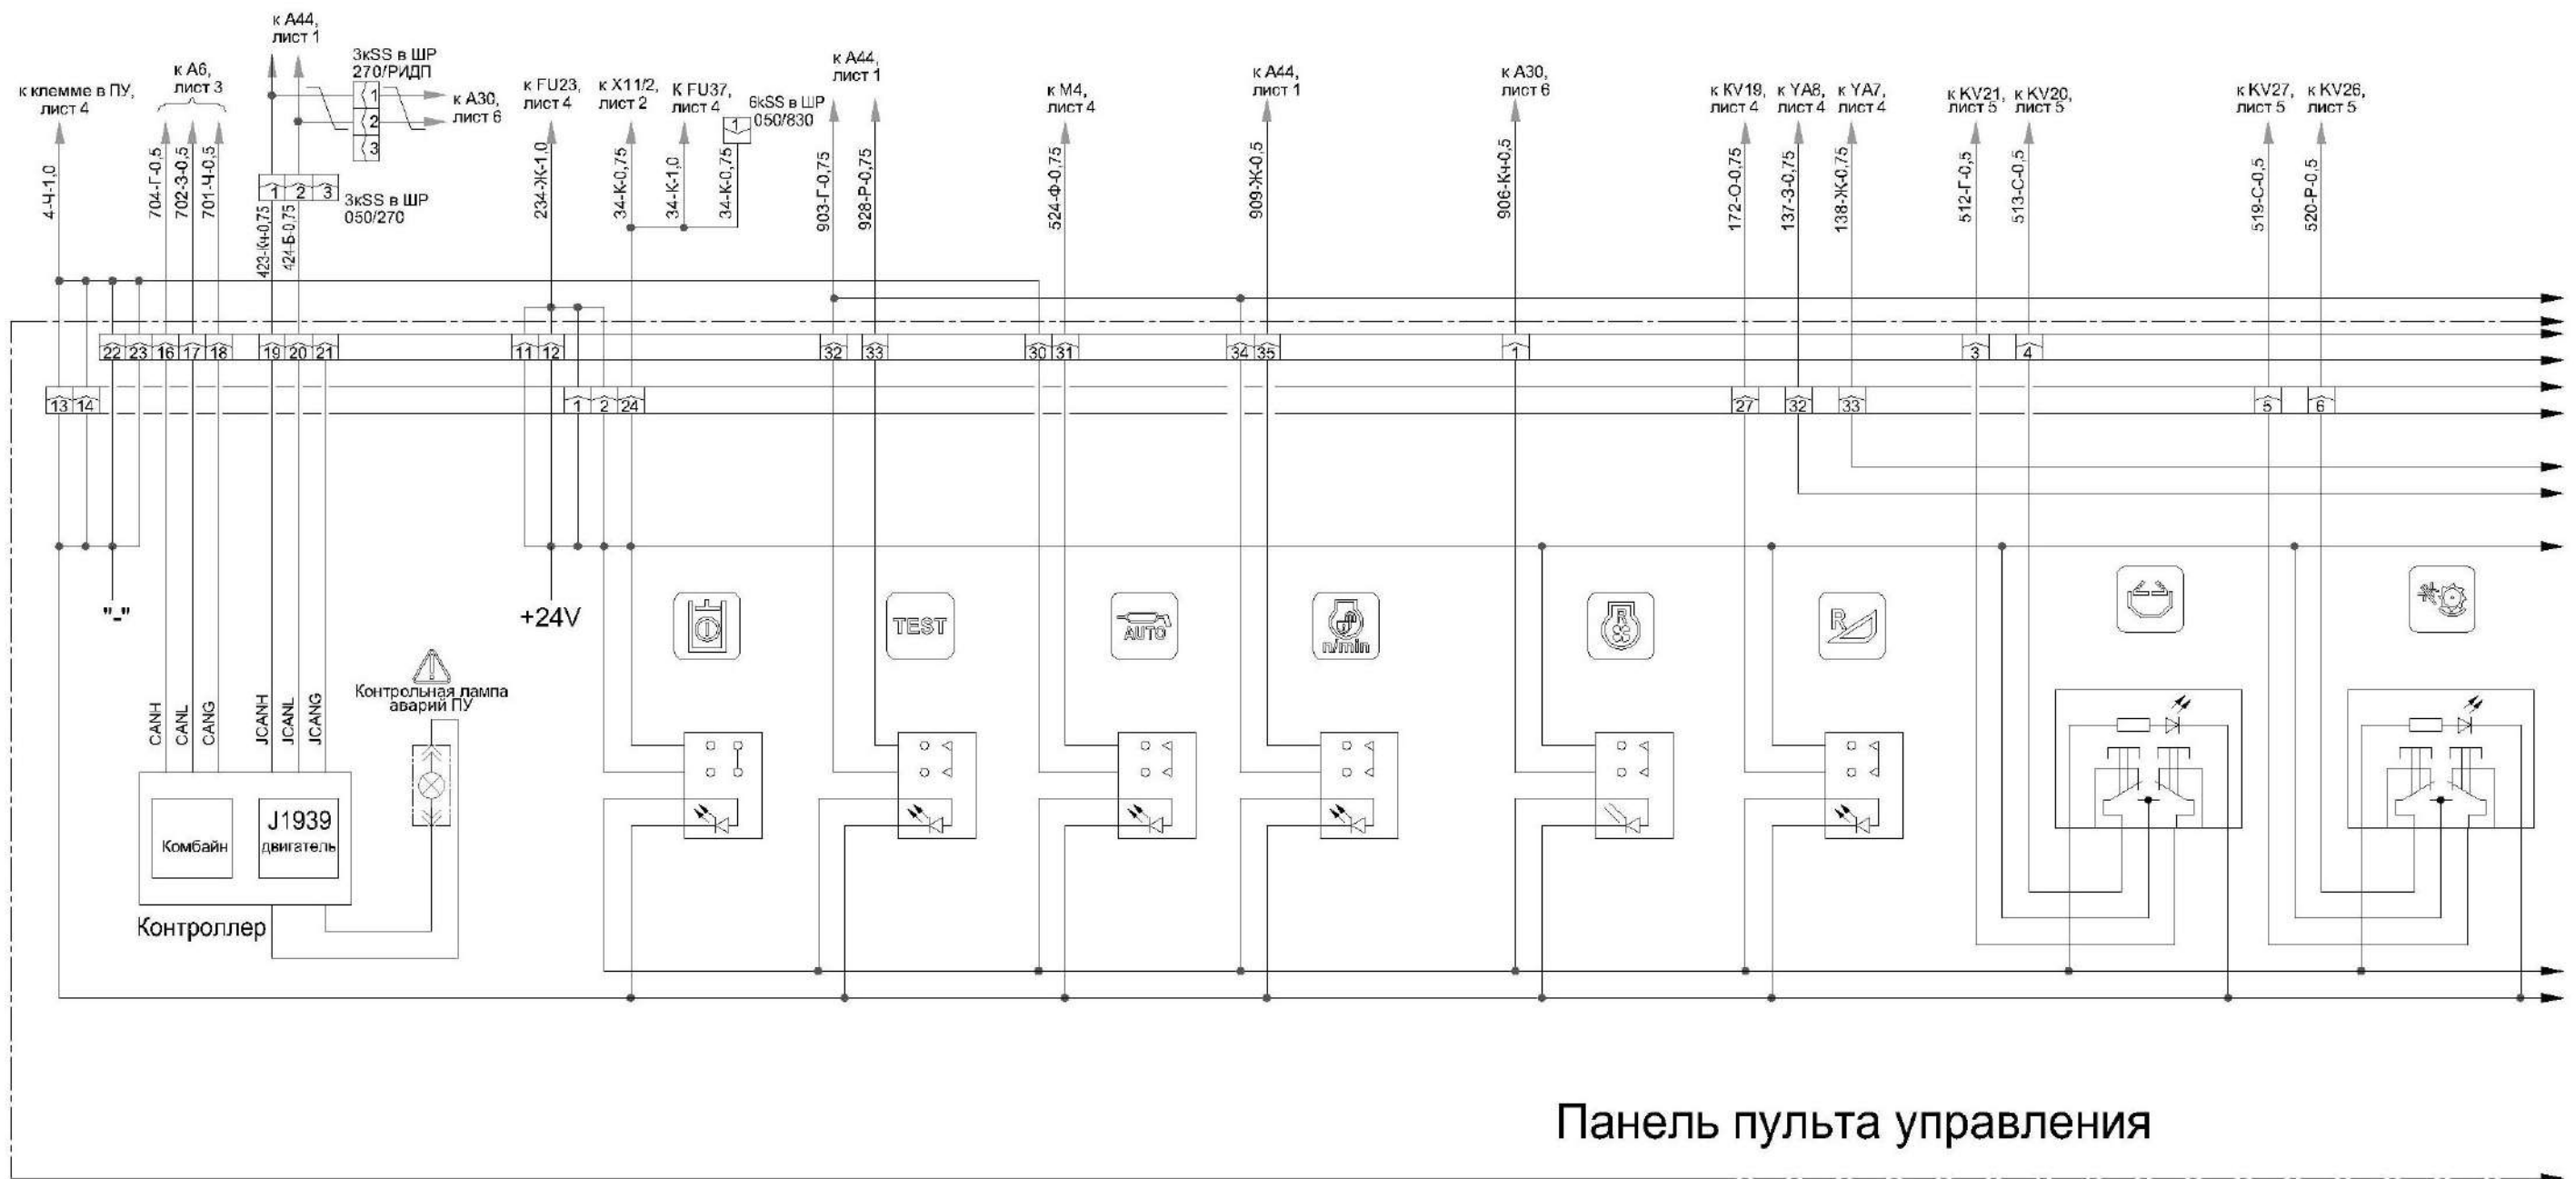 к А44,
лист 1
3кSS в ШР
270/РИДП
к клемме в ПУ,
лист 4
к А6,
лист 3
1
2
3
к А30,
лист 6
к FU23,
лист 4
к Х11/2,
лист 2
К FU37,
лист 4
6kSS в ШР
050/830
1
к А44,
лист 1
к М4,
лист 4
к А44,
лист 1
к А30,
лист 6
к KV19,
лист 4
к YA8,
лист 4
к YA7,
лист 4
к KV21,
лист 5
к KV20,
лист 5
к KV27,
лист 5
к KV26,
лист 5
1 2 3
3кSS в ШР
050/270
4-Ч-1,0
704-Г-0,5
702-З-0,5
701-Ч-0,5
423-Кч-0,75
424-Б-0,75
234-Ж-1,0
34-К-0,75
34-К-1,0
34-К-0,75
903-Г-0,75
928-Р-0,75
524-Ф-0,75
909-Ж-0,5
906-Кч-0,5
172-О-0,75
137-З-0,75
138-Ж-0,75
512-Г-0,5
513-С-0,5
519-С-0,5
520-Р-0,5
22 23 16 17 18 19 20 21 11 12 32 33 30 31 34 35 1 3 4
13 14 1 2 24 27 32 33 5 6
"-"
+24V
TEST
AUTO
n/min
R
R
Контрольная лампа
аварий ПУ
CANH
CANL
CANG
JCANH
JCANL
JCANG
Комбайн
J1939
двигатель
Контроллер
Панель пульта управления